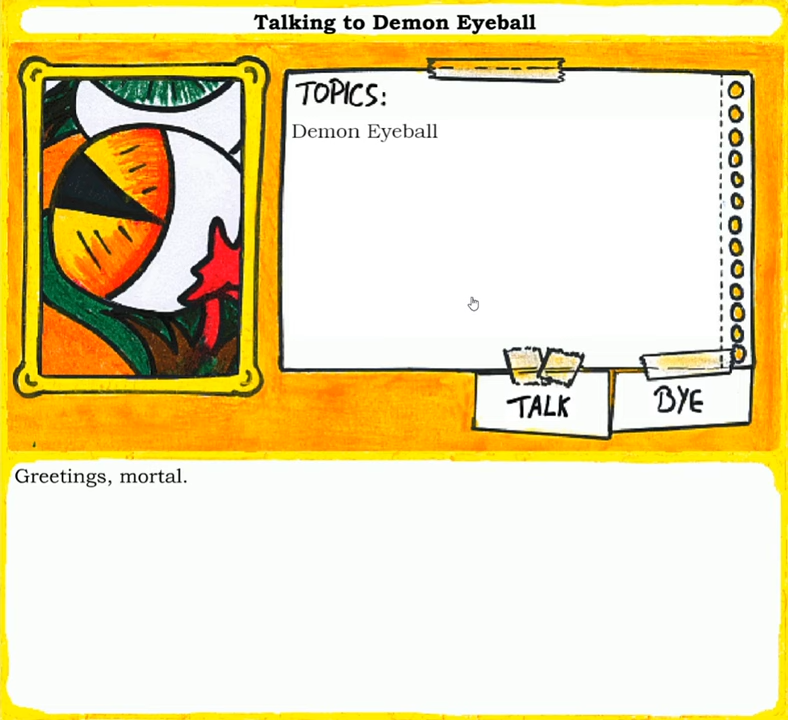 Talking to Demon Eyeball
TOPICS:
Demon Eyeball
TALK
BYE
Greetings, mortal.